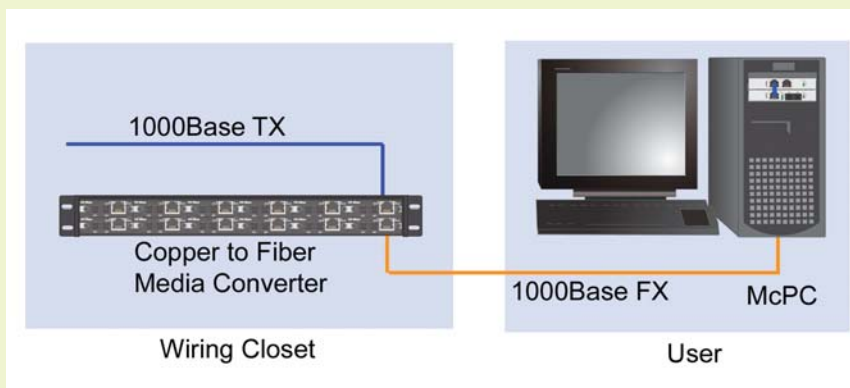 1000Base TX
Copper to Fiber
Media Converter
1000Base FX
McPC
Wiring Closet
User